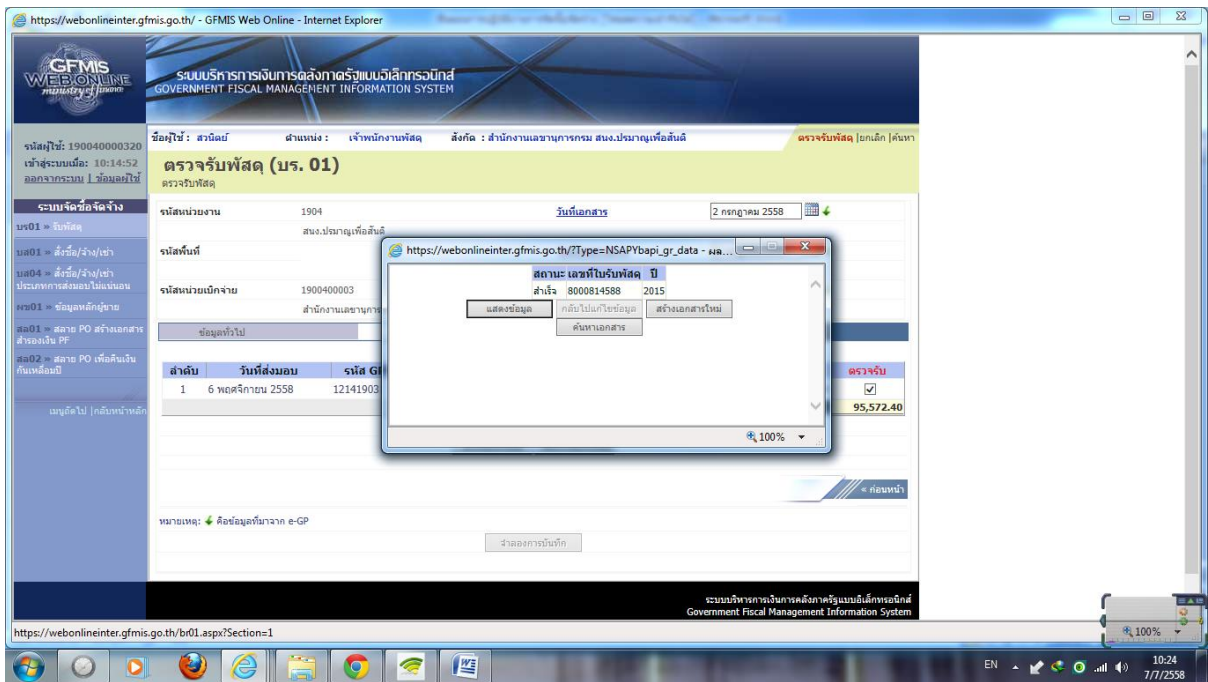 https://webonlineinter.gfmis.go.th/ - GFMIS Web Online - Internet Explorer
GFMIS
WEB ONLINE
ministry of finance
ระบบริหารการเงินการคลังภาครัฐแบบอิเล็กทรอนิกส์
GOVERNMENT FISCAL MANAGEMENT INFORMATION SYSTEM
รหัสผู้ใช้: 190040000320
เข้าสู่ระบบเมื่อ: 10:14:52
ออกจากระบบ | ข้อมูลผู้ใช้
ชื่อผู้ใช้ : สวนิตย์ ตำแหน่ง : เจ้าพนักงานพัสดุ สังกัด : สำนักงานเลขานุการกรม สนง.ปรมาณูเพื่อสันติ
ตรวจรับพัสดุ |ยกเลิก |ค้นหา
ตรวจรับพัสดุ (บร. 01)
ตรวจรับพัสดุ
ระบบจัดซื้อจัดจ้าง
บร01 » รับพัสดุ
บส01 » สั่งซื้อ/จ้าง/เช่า
บส04 » สั่งซื้อ/จ้าง/เช่า
ประเภทการส่งมอบไม่แน่นอน
ผข01 » ข้อมูลหลักผู้ขาย
สต01 » สลาย PO สร้างเอกสาร
สำรองเงิน PF
สต02 » สลาย PO เพื่อคืนเงิน
กันเหลื่อมปี
เมนูถัดไป |กลับหน้าหลัก
รหัสหน่วยงาน 1904 วันที่เอกสาร 2 กรกฎาคม 2558
สนง.ปรมาณูเพื่อสันติ
รหัสพื้นที่
รหัสหน่วยเบิกจ่าย 1900400003
สำนักงานเลขานุการ
ข้อมูลทั่วไป
ลำดับ วันที่ส่งมอบ รหัส G ตรวจรับ
1 6 พฤศจิกายน 2558 12141903
95,572.40
https://webonlineinter.gfmis.go.th/?Type=NSAPYbapi_gr_data - ผล...
สถานะ เลขที่ใบรับพัสดุ ปี
สำเร็จ 8000814588 2015
แสดงข้อมูล กลับไปแก้ไขข้อมูล สร้างเอกสารใหม่
ค้นหาเอกสาร
100%
« ก่อนหน้า
หมายเหตุ: คือข้อมูลที่มาจาก e-GP
จำลองการบันทึก
ระบบบริหารการเงินการคลังภาครัฐแบบอิเล็กทรอนิกส์
Government Fiscal Management Information System
https://webonlineinter.gfmis.go.th/br01.aspx?Section=1
100%
EN
10:24
7/7/2558